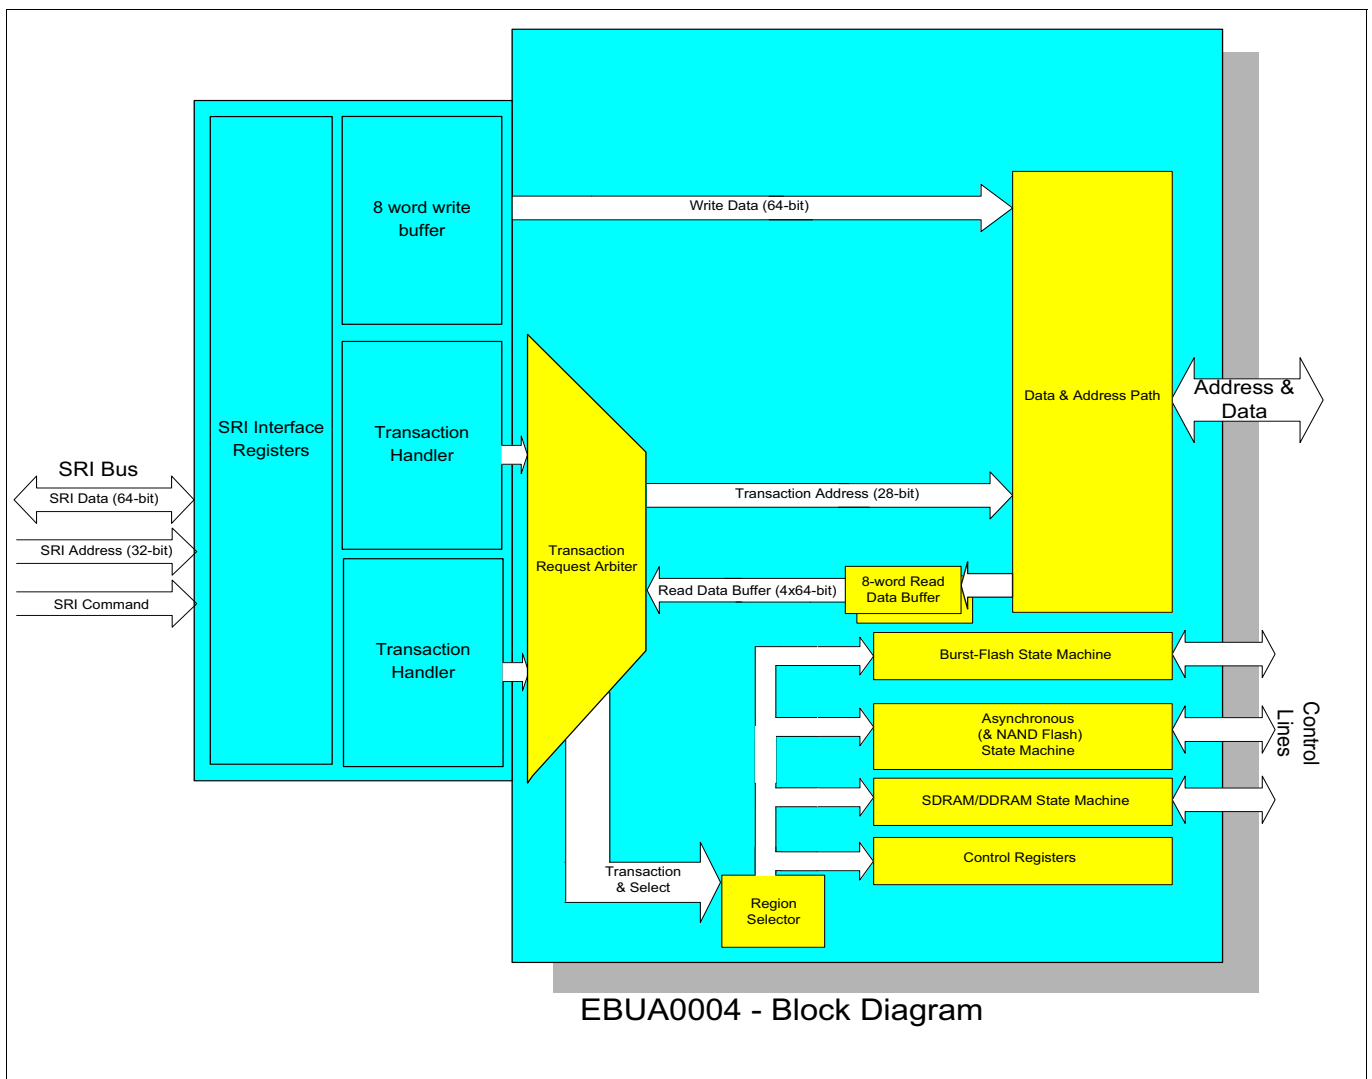 8 word write
buffer
Write Data (64-bit)
SRI Interface
Registers
Transaction
Handler
Data & Address Path
Address &
Data
SRI Bus
SRI Data (64-bit)
SRI Address (32-bit)
SRI Command
Transaction Address (28-bit)
Transaction
Request Arbiter
Read Data Buffer (4x64-bit)
8-word Read
Data Buffer
Transaction
Handler
Burst-Flash State Machine
Asynchronous
(& NAND Flash)
State Machine
SDRAM/DDRAM State Machine
Control Registers
Control
Lines
Transaction
& Select
Region
Selector
EBUA0004 - Block Diagram